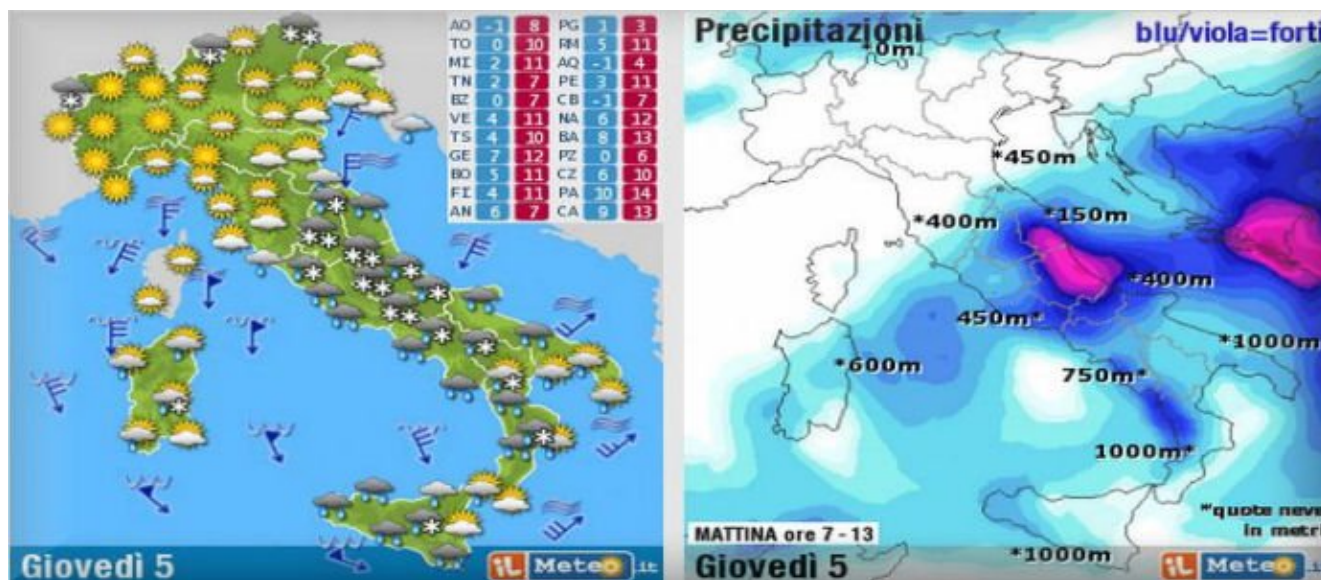 AO -1 8 PG 1 3
TO 0 10 RM 5 11
MI 2 11 AQ -1 4
TN 2 7 PE 3 11
BZ 0 7 CB -1 7
VE 4 11 NA 6 12
TS 4 10 BA 8 13
GE 7 12 PZ 0 6
BO 5 11 CZ 6 10
FI 4 11 PA 10 14
AN 6 7 CA 9 13
Giovedì 5
iL Meteo.it
Precipitazioni
blu/viola=forti
*0m
*450m
*150m
*400m
*400m
450m*
*1000m
*600m
750m*
1000m*
*quote neve
in metri
MATTINA ore 7 - 13
*1000m
Giovedì 5
iL Meteo.it